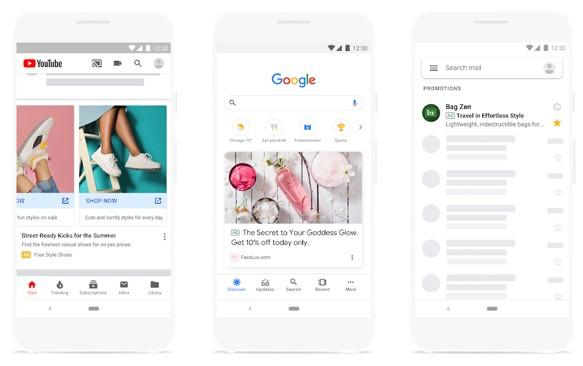 12:30
YouTube
OW
SHOP NOW
fun styles on sale
Cute and comfy styles for every day
Street-Ready Kicks for the Summer
Find the freshest casual shoes for so-yes prices.
Ad Free Style Shoes
Trending
Subscriptions
Inbox
Library
12:30
Google
Chicago 72°
Eat and drink
Entertainment
Sports
Ad The Secret to Your Goddess Glow.
Get 10% off today only.
FaceLux.com
Discover
Updates
Search
Recent
More
12:30
Search mail
PROMOTIONS
bz
Bag Zen
Ad Travel in Effortless Style
Lightweight, indestructible bags for...